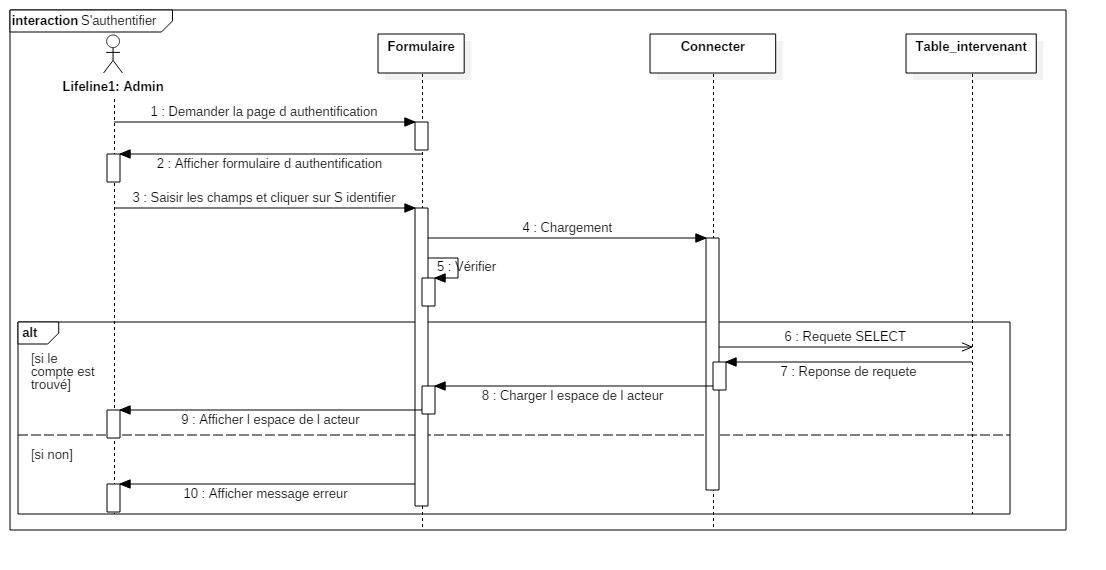 interaction S'authentifier
Formulaire
Connecter
Table_intervenant
Lifeline1: Admin
1 : Demander la page d authentification
2 : Afficher formulaire d authentification
3 : Saisir les champs et cliquer sur S identifier
4 : Chargement
5 : Vérifier
alt
6 : Requete SELECT
[si le
compte est
trouvé]
7 : Reponse de requete
8 : Charger l espace de l acteur
9 : Afficher l espace de l acteur
[si non]
10 : Afficher message erreur